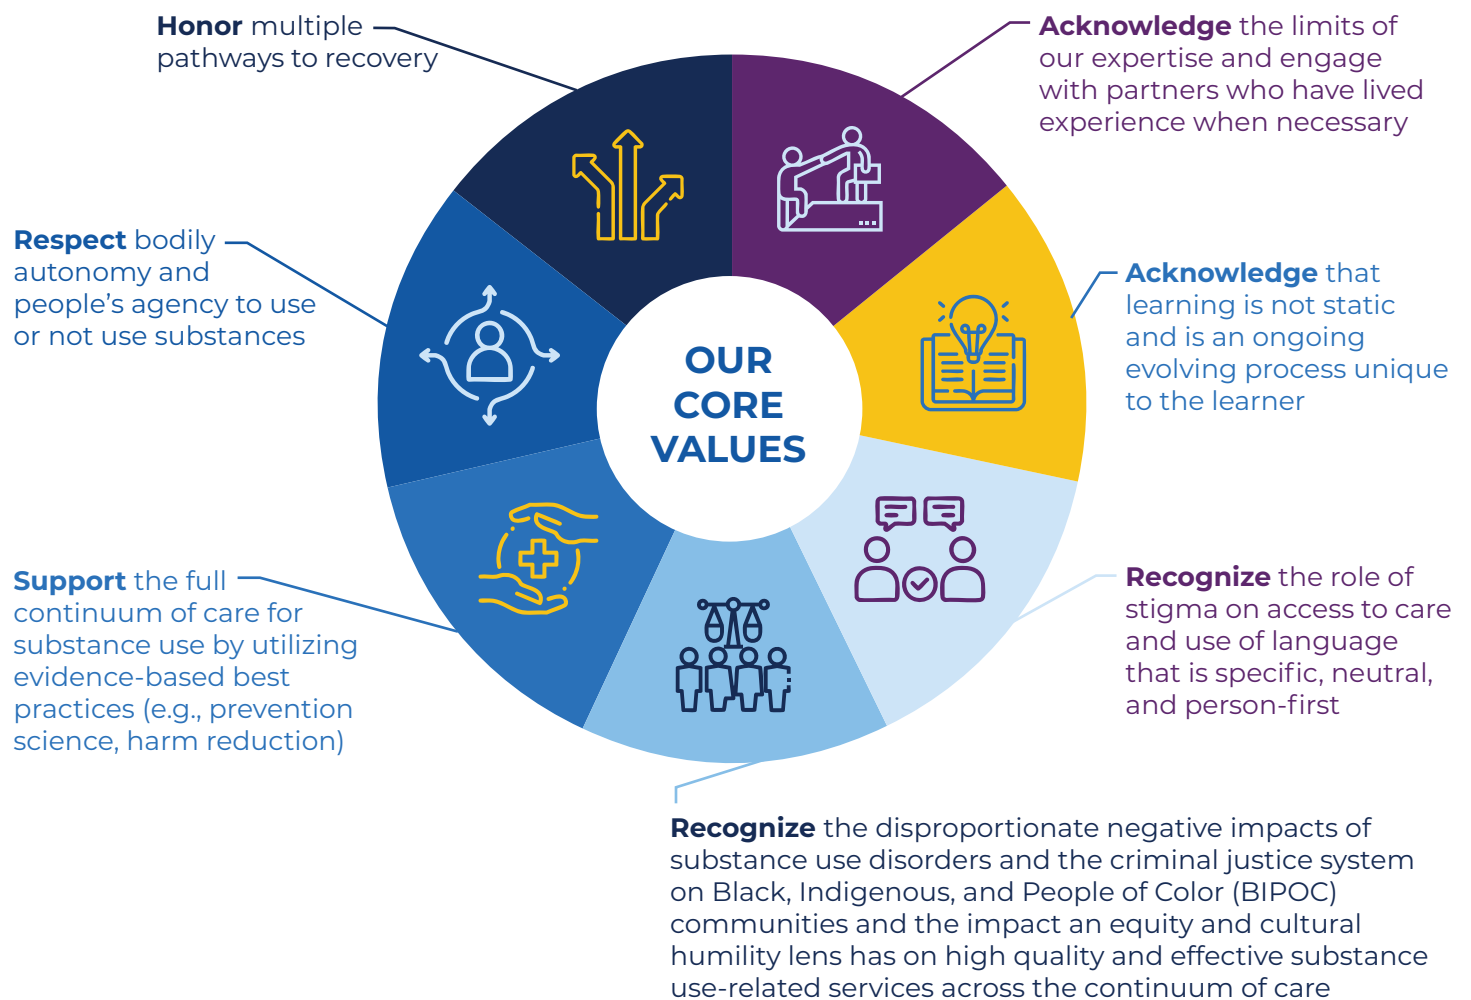 Honor multiple
pathways to recovery
Acknowledge the limits of
our expertise and engage
with partners who have lived
experience when necessary
Respect bodily
autonomy and
people’s agency to use
or not use substances
Acknowledge that
learning is not static
and is an ongoing
evolving process unique
to the learner
OUR
CORE
VALUES
Support the full
continuum of care for
substance use by utilizing
evidence-based best
practices (e.g., prevention
science, harm reduction)
Recognize the role of
stigma on access to care
and use of language
that is specific, neutral,
and person-first
Recognize the disproportionate negative impacts of
substance use disorders and the criminal justice system
on Black, Indigenous, and People of Color (BIPOC)
communities and the impact an equity and cultural
humility lens has on high quality and effective substance
use-related services across the continuum of care